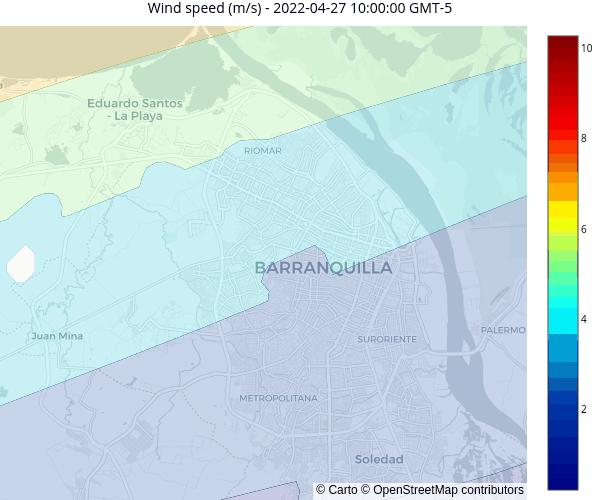 Wind speed (m/s) - 2022-04-27 10:00:00 GMT-5
10
8
6
4
2
Eduardo Santos
- La Playa
RIOMAR
BARRANQUILLA
Juan Mina
SURORIENTE
PALERMO
METROPOLITANA
Soledad
© Carto © OpenStreetMap contributors